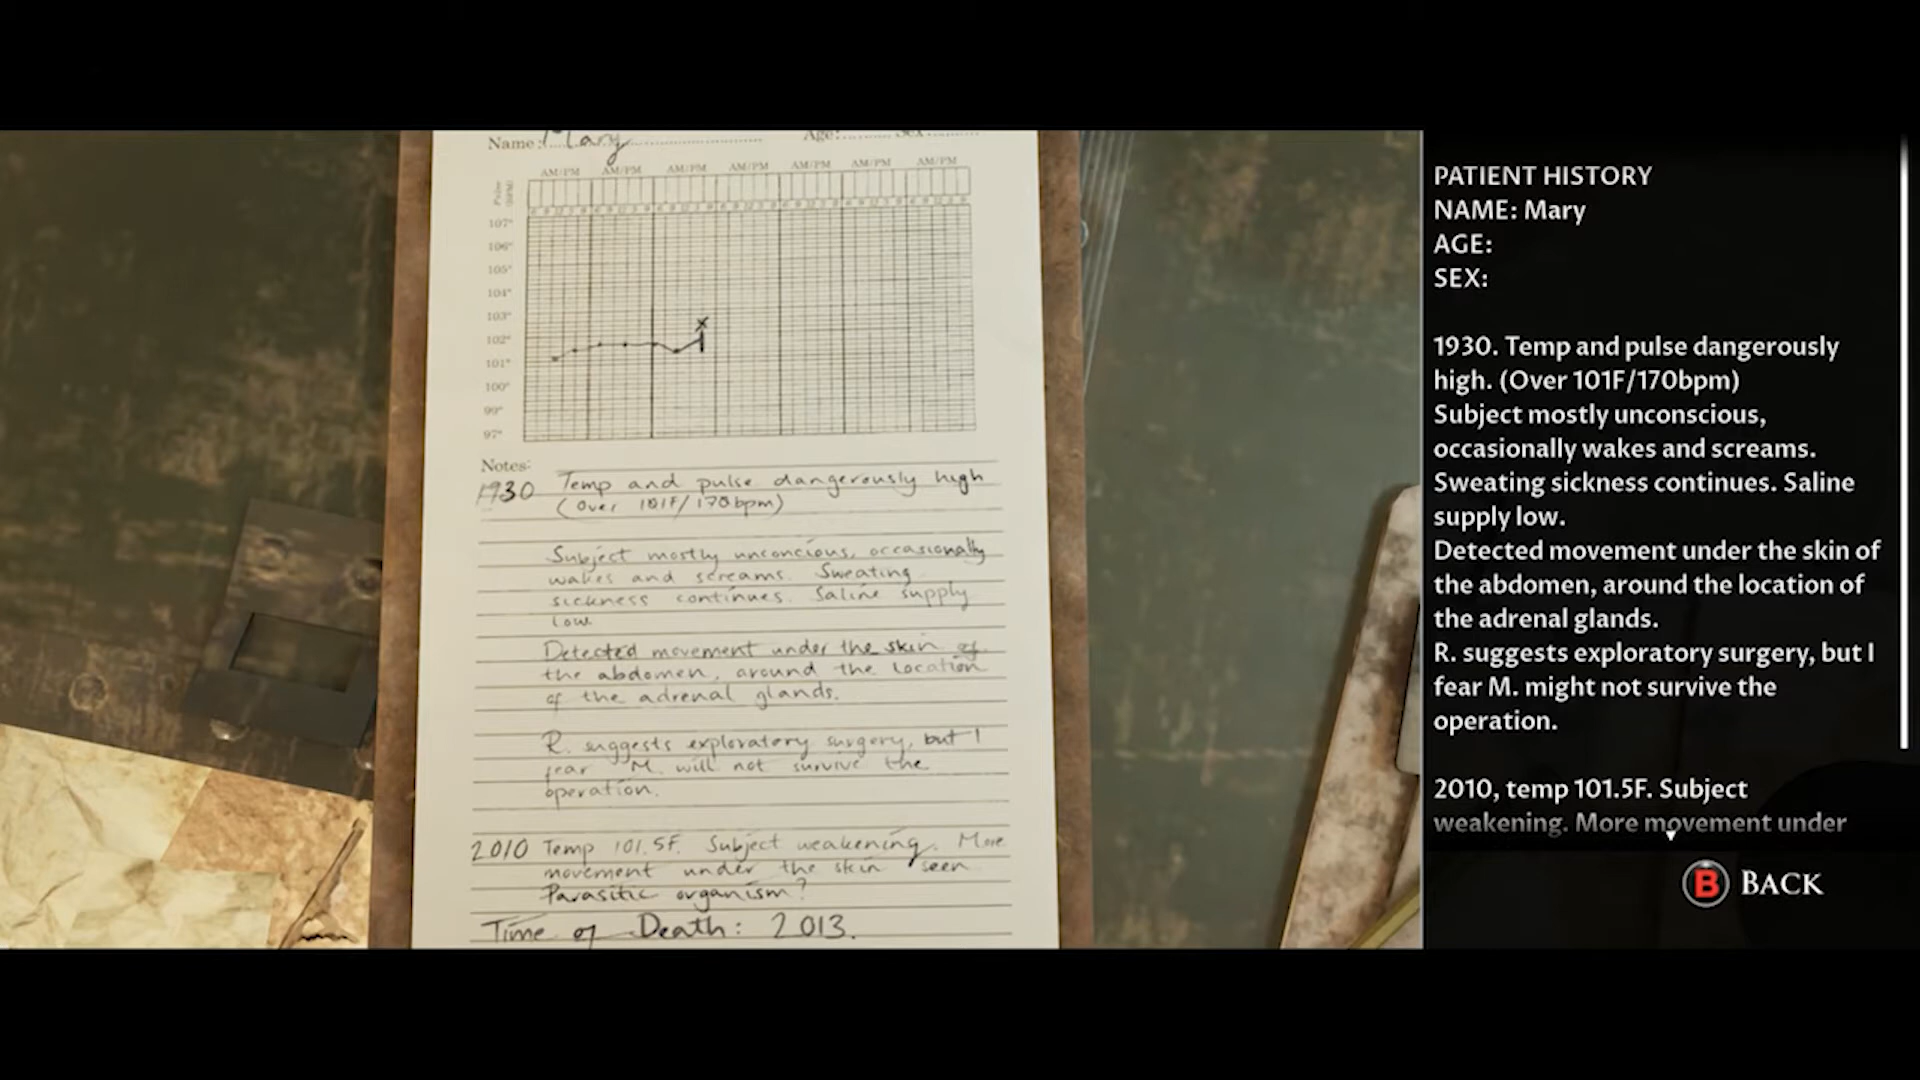 Name: Mary Age: Sex
AM/PM AM/PM AM/PM AM/PM AM/PM AM/PM
Pulse
107°
106°
105°
104°
103°
102°
101°
100°
99°
97°
Notes:
1930 Temp and pulse dangerously high
(Over 101F/170bpm)
Subject mostly unconcious, occasionally
wakes and screams. Sweating
sickness continues. Saline supply
low
Detected movement under the skin of
the abdomen, around the location
of the adrenal glands.
R. suggests exploratory surgery, but I
fear M. will not survive the
operation.
2010 Temp 101.5F. Subject weakening. More
movement under the skin seen
Parasitic organism?
Time of Death: 2013.
PATIENT HISTORY
NAME: Mary
AGE:
SEX:
1930. Temp and pulse dangerously
high. (Over 101F/170bpm)
Subject mostly unconscious,
occasionally wakes and screams.
Sweating sickness continues. Saline
supply low.
Detected movement under the skin of
the abdomen, around the location of
the adrenal glands.
R. suggests exploratory surgery, but I
fear M. might not survive the
operation.
2010, temp 101.5F. Subject
weakening. More movement under
B BACK